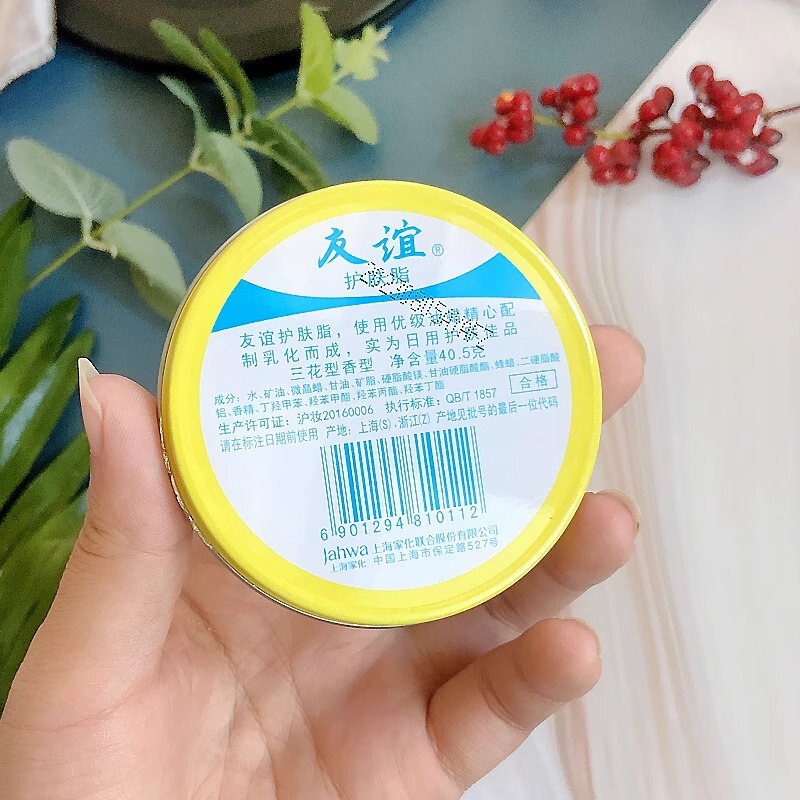 友谊®
护肤脂
友谊护肤脂，使用优级 精心配
制乳化而成，实为日用护肤佳品
三花型香型 净含量40.5克
成分：水、矿油、微晶蜡、甘油、矿脂、硬脂酸镁、甘油硬脂酸酯、蜂蜡、二硬脂酸
铝、香精、丁羟甲苯、羟苯甲酯、羟苯丙酯、羟苯丁酯
合格
生产许可证：沪妆20160006 执行标准：QB/T 1857
请在标注日期前使用 产地：上海(S)、浙江(Z) 产地见批号的最后一位代码
6 901294 810112
Jahwa 上海家化联合股份有限公司
上海家化 中国上海市保定路527号